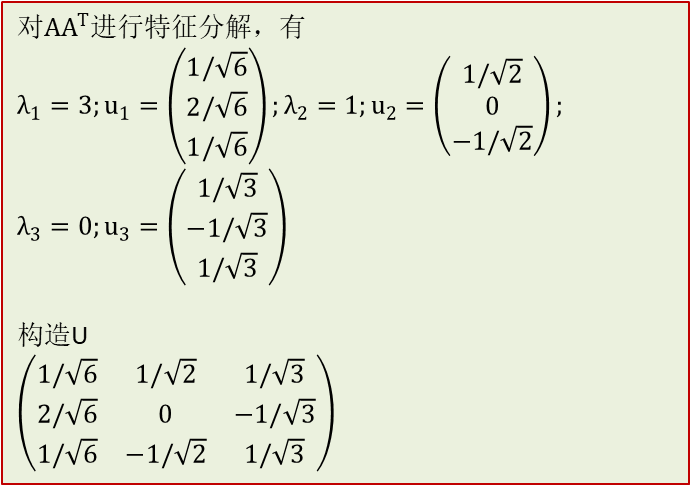 对AAᵀ进行特征分解，有
λ₁ = 3; u₁ = (1/√6 2/√6 1/√6); λ₂ = 1; u₂ = (1/√2 0 −1/√2);
λ₃ = 0; u₃ = (1/√3 −1/√3 1/√3)
构造U
1/√6 1/√2 1/√3
2/√6 0 −1/√3
1/√6 −1/√2 1/√3